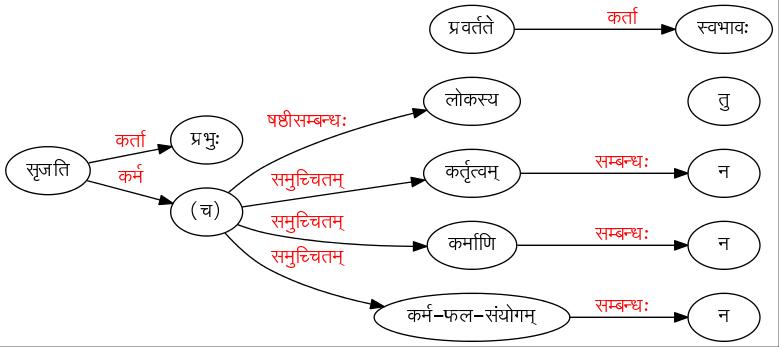 प्रवर्तते कर्ता स्वभावः
लोकस्य तु
षष्ठीसम्बन्धः
सृजति कर्ता प्रभुः
कर्म (च)
समुच्चितम् कर्तृत्वम् सम्बन्धः न
समुच्चितम् कर्माणि सम्बन्धः न
समुच्चितम् कर्म-फल-संयोगम् सम्बन्धः न